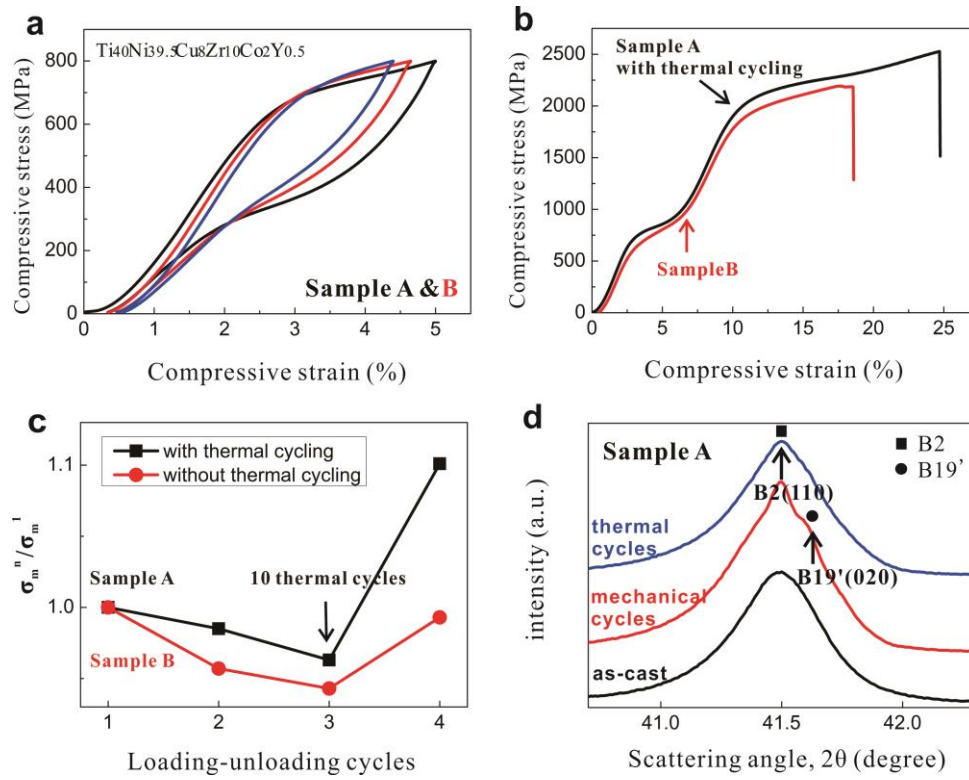 a
Ti40Ni39.5Cu8Zr10Co2Y0.5
800
600
400
200
0
0 1 2 3 4 5
Compressive stress (MPa)
Compressive strain (%)
Sample A & B
b
Sample A
with thermal cycling
2500
2000
1500
1000
500
0
0 5 10 15 20 25
Compressive stress (MPa)
Compressive strain (%)
SampleB
c
with thermal cycling
without thermal cycling
1.1
1.0
σmⁿ/σm¹
Sample A
10 thermal cycles
Sample B
1 2 3 4
Loading-unloading cycles
d
Sample A
B2
B19'
B2(110)
thermal
cycles
B19'(020)
mechanical
cycles
as-cast
intensity (a.u.)
41.0 41.5 42.0
Scattering angle, 2θ (degree)